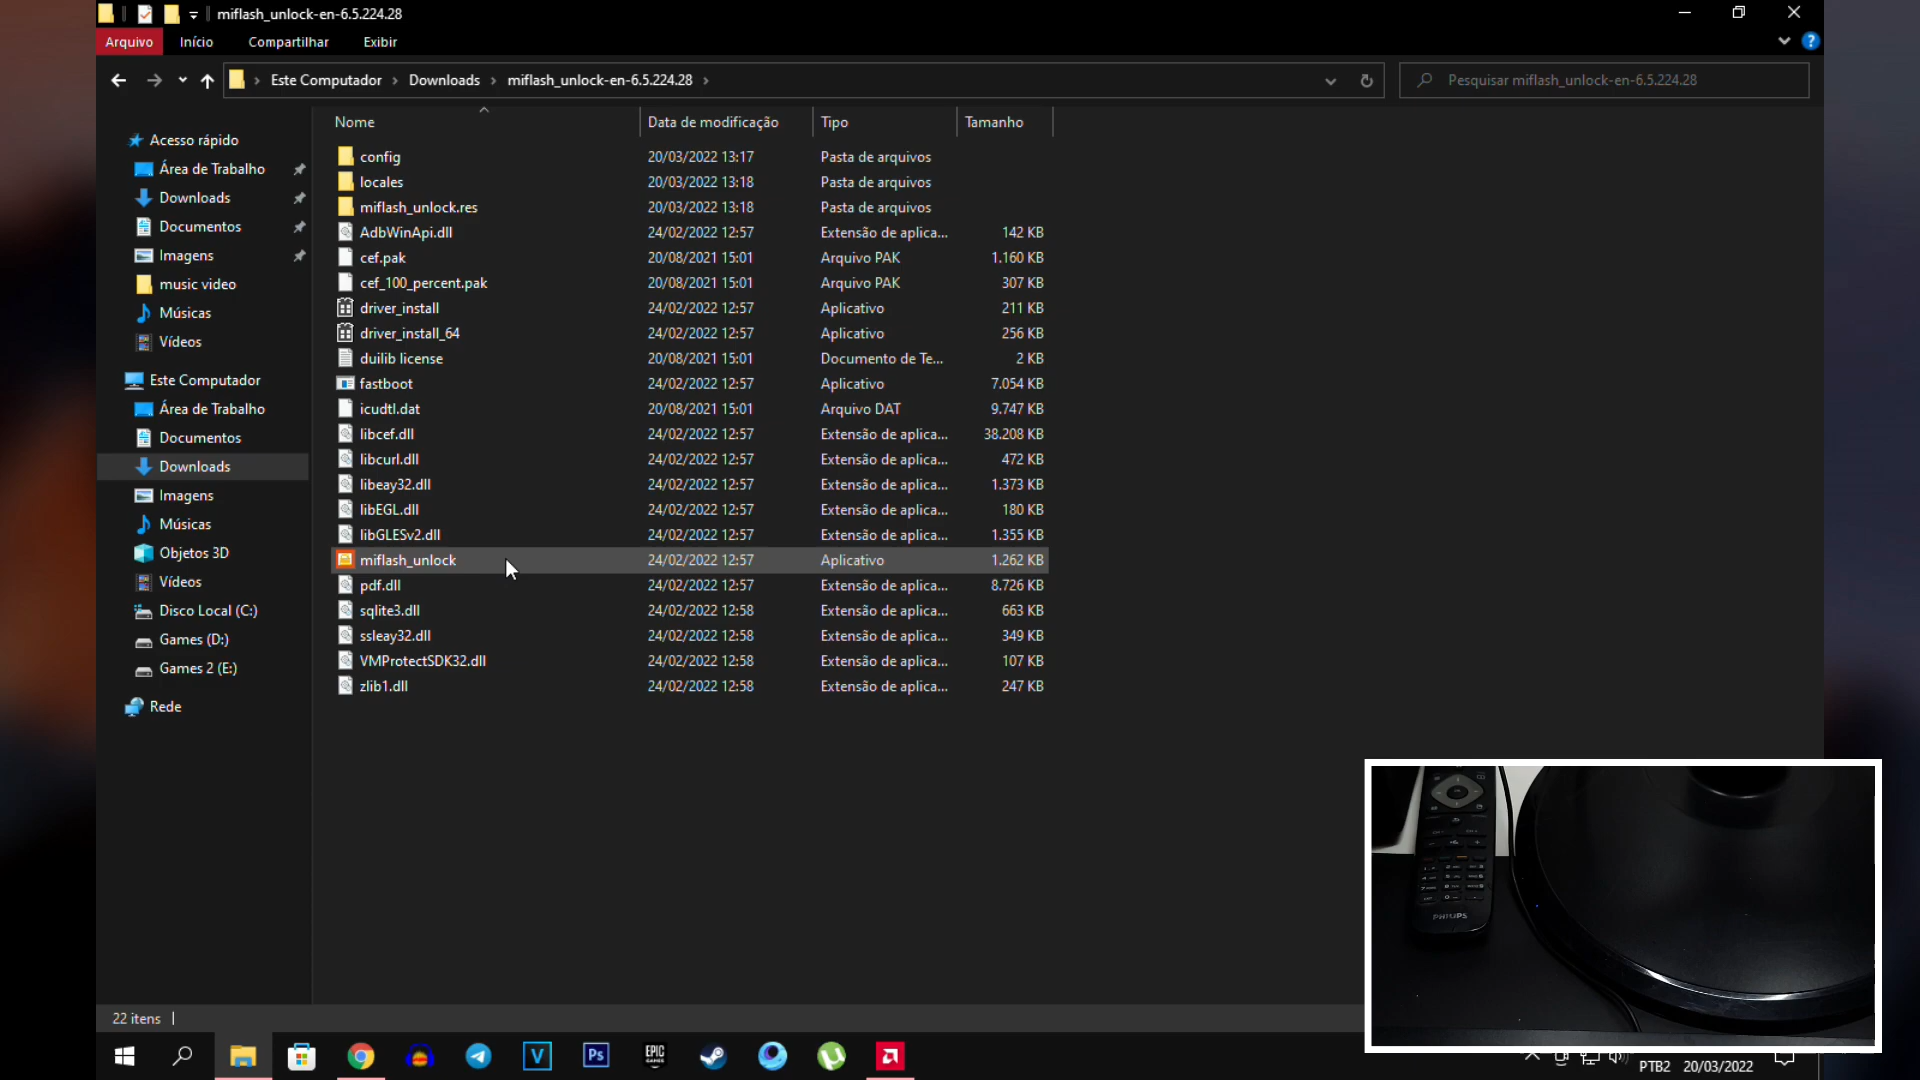 miflash_unlock-en-6.5.224.28
Arquivo Início Compartilhar Exibir
Este Computador Downloads miflash_unlock-en-6.5.224.28
Pesquisar miflash_unlock-en-6.5.224.28
Acesso rápido
Área de Trabalho
Downloads
Documentos
Imagens
music video
Músicas
Vídeos
Este Computador
Área de Trabalho
Documentos
Downloads
Imagens
Músicas
Objetos 3D
Vídeos
Disco Local (C:)
Games (D:)
Games 2 (E:)
Rede
Nome Data de modificação Tipo Tamanho
config 20/03/2022 13:17 Pasta de arquivos
locales 20/03/2022 13:18 Pasta de arquivos
miflash_unlock.res 20/03/2022 13:18 Pasta de arquivos
AdbWinApi.dll 24/02/2022 12:57 Extensão de aplica... 142 KB
cef.pak 20/08/2021 15:01 Arquivo PAK 1.160 KB
cef_100_percent.pak 20/08/2021 15:01 Arquivo PAK 307 KB
driver_install 24/02/2022 12:57 Aplicativo 211 KB
driver_install_64 24/02/2022 12:57 Aplicativo 256 KB
duilib license 20/08/2021 15:01 Documento de Te... 2 KB
fastboot 24/02/2022 12:57 Aplicativo 7.054 KB
icudtl.dat 20/08/2021 15:01 Arquivo DAT 9.747 KB
libcef.dll 24/02/2022 12:57 Extensão de aplica... 38.208 KB
libcurl.dll 24/02/2022 12:57 Extensão de aplica... 472 KB
libeay32.dll 24/02/2022 12:57 Extensão de aplica... 1.373 KB
libEGL.dll 24/02/2022 12:57 Extensão de aplica... 180 KB
libGLESv2.dll 24/02/2022 12:57 Extensão de aplica... 1.355 KB
miflash_unlock 24/02/2022 12:57 Aplicativo 1.262 KB
pdf.dll 24/02/2022 12:57 Extensão de aplica... 8.726 KB
sqlite3.dll 24/02/2022 12:58 Extensão de aplica... 663 KB
ssleay32.dll 24/02/2022 12:58 Extensão de aplica... 349 KB
VMProtectSDK32.dll 24/02/2022 12:58 Extensão de aplica... 107 KB
zlib1.dll 24/02/2022 12:58 Extensão de aplica... 247 KB
PHILIPS
22 itens
V Ps EPIC GAMES
PTB2 20/03/2022